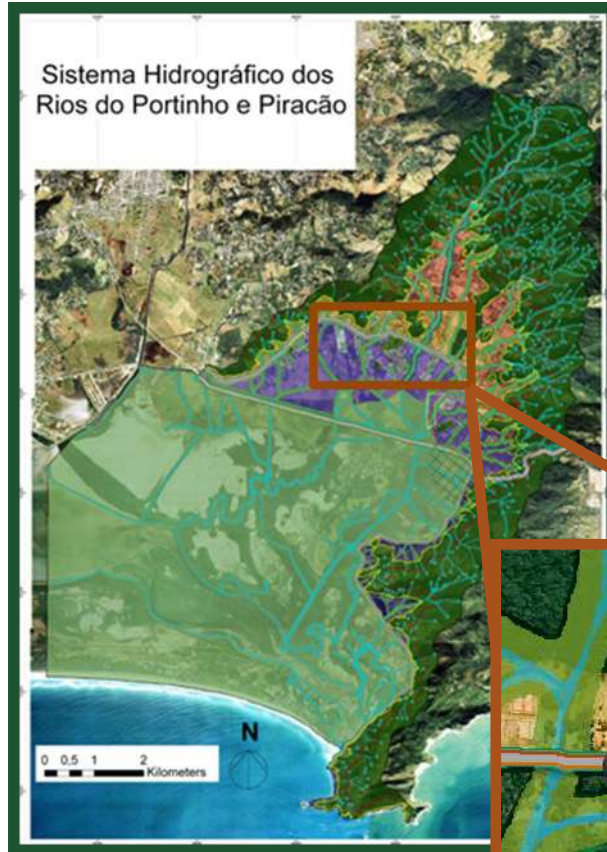 Sistema Hidrográfico dos
Rios do Portinho e Piracão
N
0 0,5 1 2
Kilometers